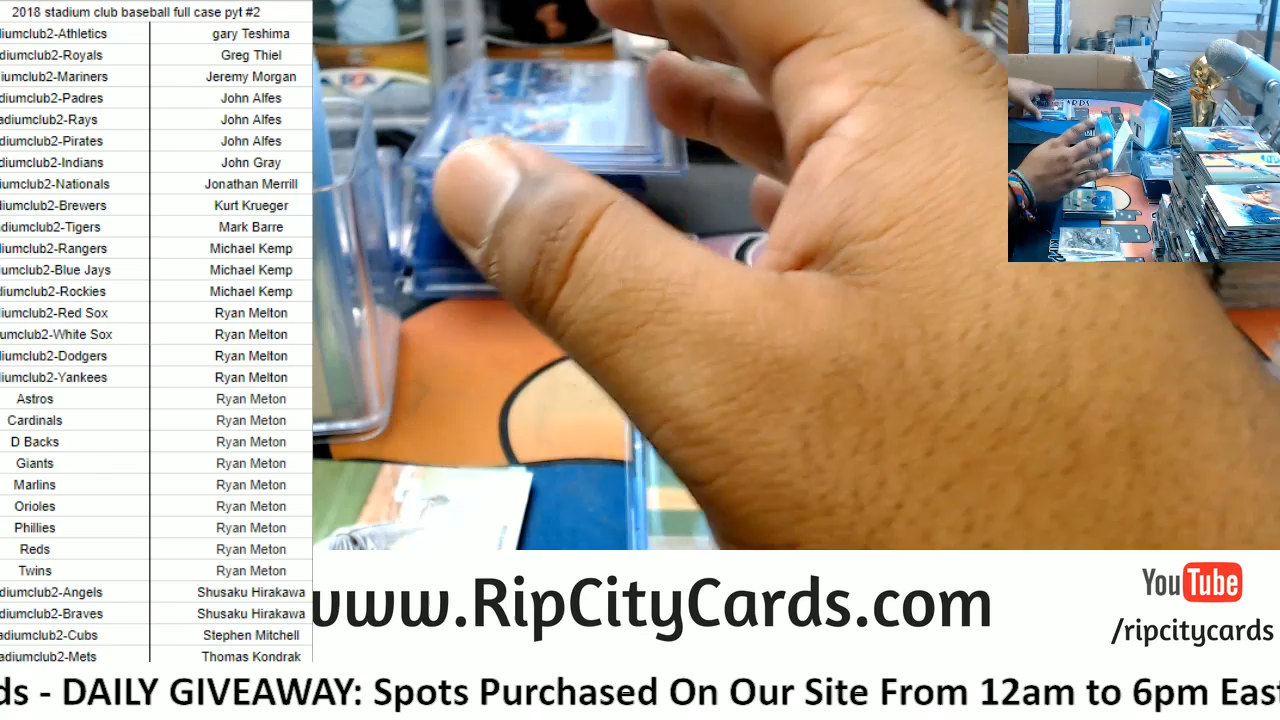 2018 stadium club baseball full case pyt #2
diumclub2-Athletics gary Teshima
diumclub2-Royals Greg Thiel
diumclub2-Mariners Jeremy Morgan
diumclub2-Padres John Alfes
adiumclub2-Rays John Alfes
diumclub2-Pirates John Alfes
diumclub2-Indians John Gray
diumclub2-Nationals Jonathan Merrill
diumclub2-Brewers Kurt Krueger
adiumclub2-Tigers Mark Barre
diumclub2-Rangers Michael Kemp
diumclub2-Blue Jays Michael Kemp
diumclub2-Rockies Michael Kemp
diumclub2-Red Sox Ryan Melton
umclub2-White Sox Ryan Melton
diumclub2-Dodgers Ryan Melton
diumclub2-Yankees Ryan Melton
Astros Ryan Meton
Cardinals Ryan Meton
D Backs Ryan Meton
Giants Ryan Meton
Marlins Ryan Meton
Orioles Ryan Meton
Phillies Ryan Meton
Reds Ryan Meton
Twins Ryan Meton
diumclub2-Angels Shusaku Hirakawa
diumclub2-Braves Shusaku Hirakawa
adiumclub2-Cubs Stephen Mitchell
adiumclub2-Mets Thomas Kondrak
www.RipCityCards.com
YouTube
/ripcitycards
ds - DAILY GIVEAWAY: Spots Purchased On Our Site From 12am to 6pm East